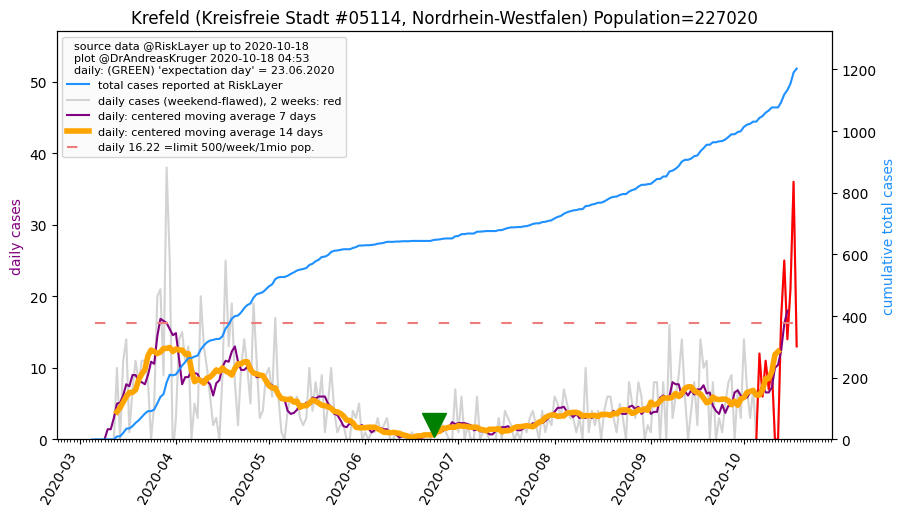 Krefeld (Kreisfreie Stadt #05114, Nordrhein-Westfalen) Population=227020
source data @RiskLayer up to 2020-10-18
plot @DrAndreasKruger 2020-10-18 04:53
daily: (GREEN) 'expectation day' = 23.06.2020
total cases reported at RiskLayer
daily cases (weekend-flawed), 2 weeks: red
daily: centered moving average 7 days
daily: centered moving average 14 days
daily 16.22 =limit 500/week/1mio pop.
daily cases
50
40
30
20
10
0
cumulative total cases
1200
1000
800
600
400
200
0
2020-03
2020-04
2020-05
2020-06
2020-07
2020-08
2020-09
2020-10